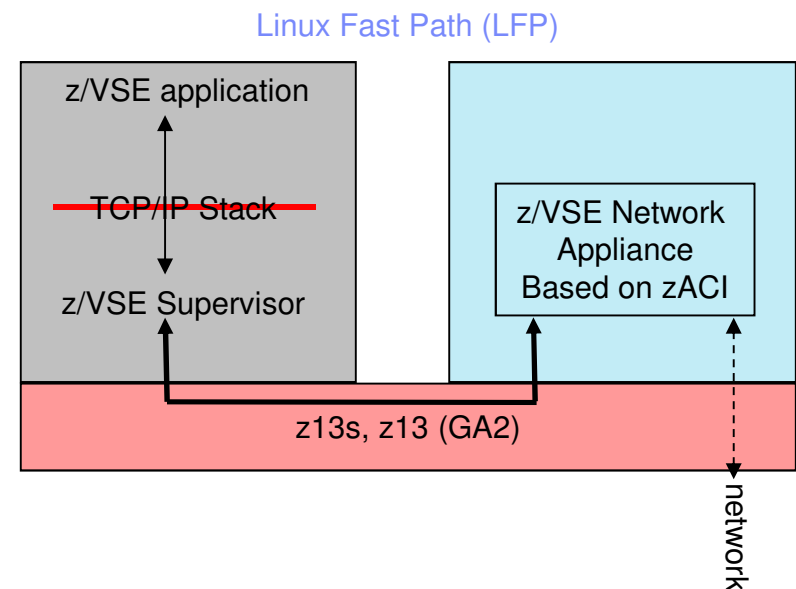 Linux Fast Path (LFP)
z/VSE application
TCP/IP Stack
z/VSE Supervisor
z/VSE Network
Appliance
Based on zACI
z13s, z13 (GA2)
network